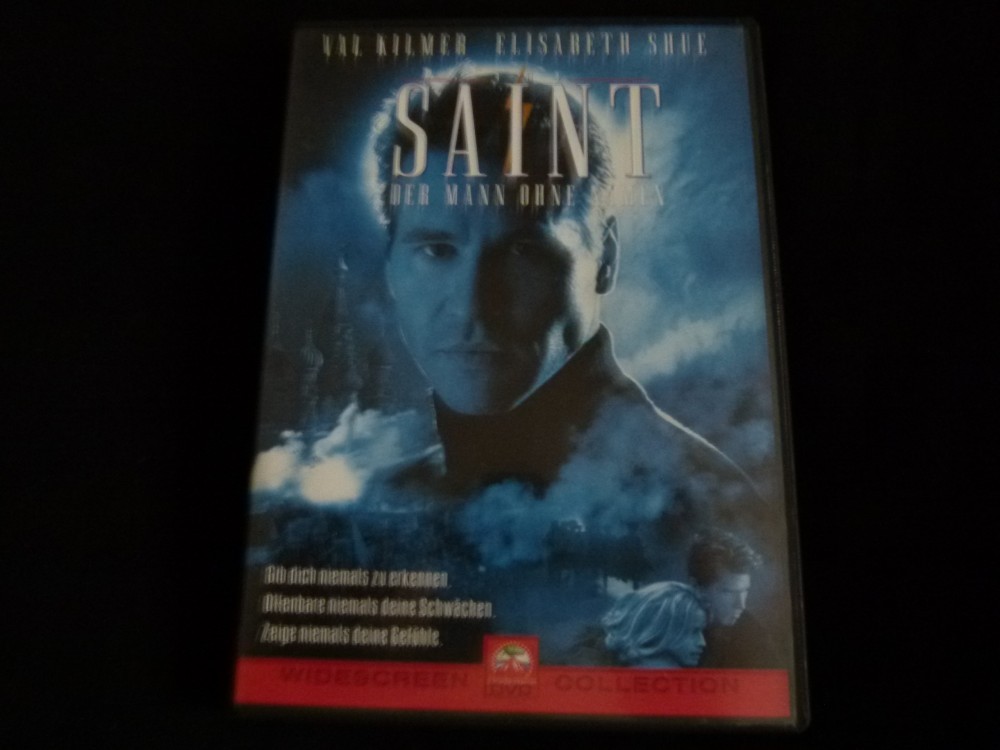 VAL KILMER ELISABETH SHUE
SAINT
DER MANN OHNE NAMEN
Gib dich niemals zu erkennen.
Offenbare niemals deine Schwächen.
Zeige niemals deine Gefühle.
WIDESCREEN DVD COLLECTION